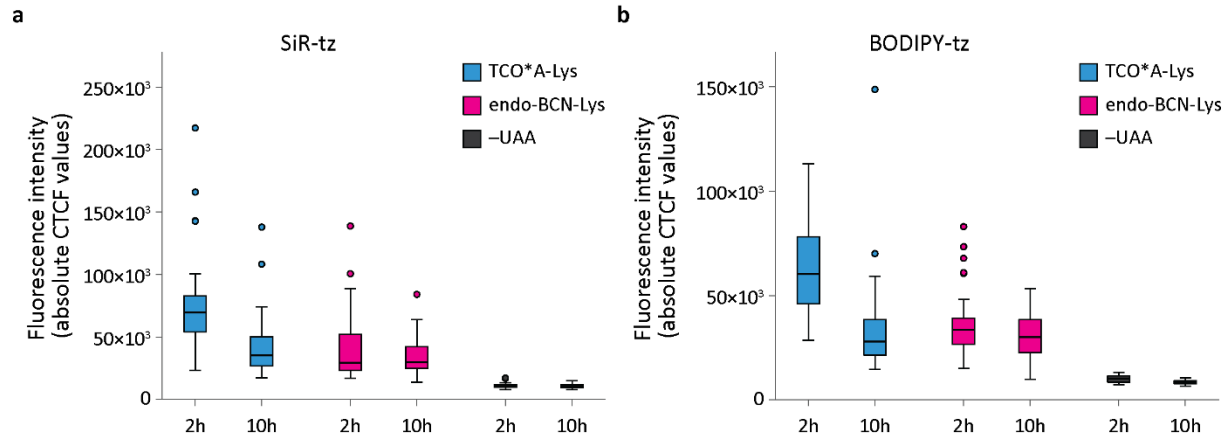 a
SiR-tz
Fluorescence intensity
(absolute CTCF values)
250×10³
200×10³
150×10³
100×10³
50×10³
0
TCO*A-Lys
endo-BCN-Lys
–UAA
2h 10h 2h 10h 2h 10h
b
BODIPY-tz
Fluorescence intensity
(absolute CTCF values)
150×10³
100×10³
50×10³
0
TCO*A-Lys
endo-BCN-Lys
–UAA
2h 10h 2h 10h 2h 10h